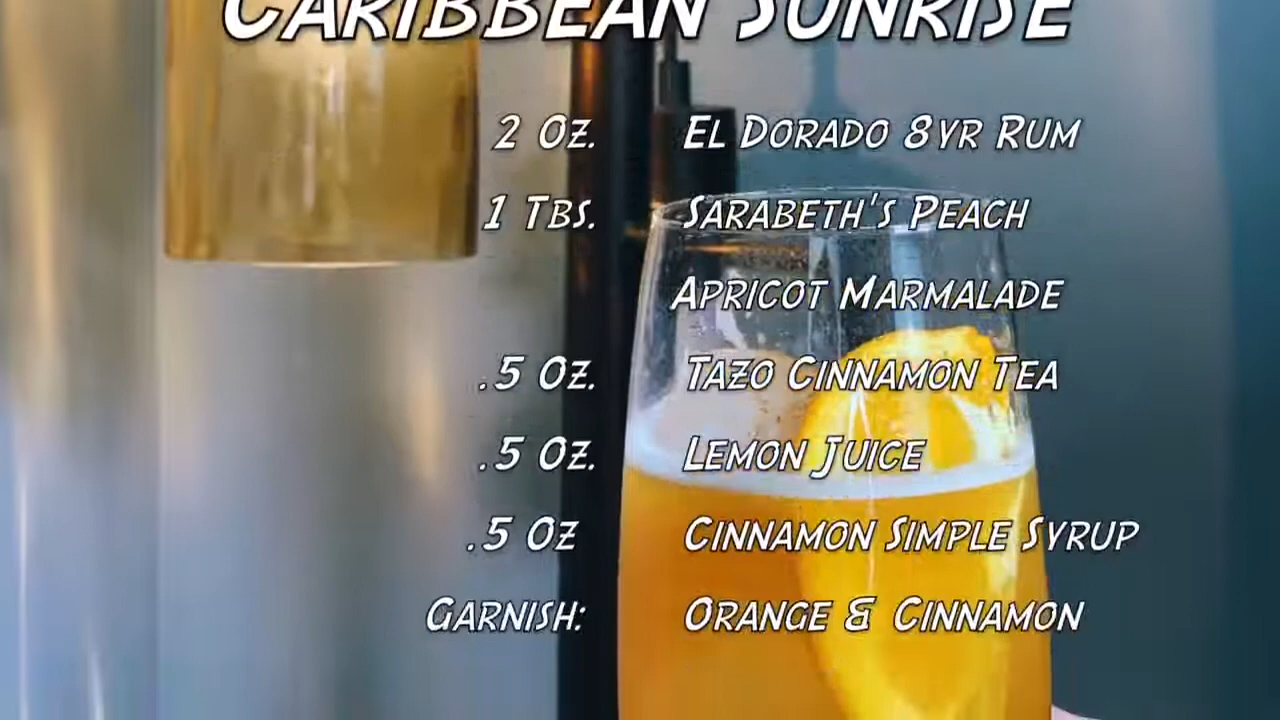 CARIBBEAN SUNRISE
2 OZ. EL DORADO 8YR RUM
1 TBS. SARABETH'S PEACH
APRICOT MARMALADE
.5 OZ. TAZO CINNAMON TEA
.5 OZ. LEMON JUICE
.5 OZ CINNAMON SIMPLE SYRUP
GARNISH: ORANGE & CINNAMON